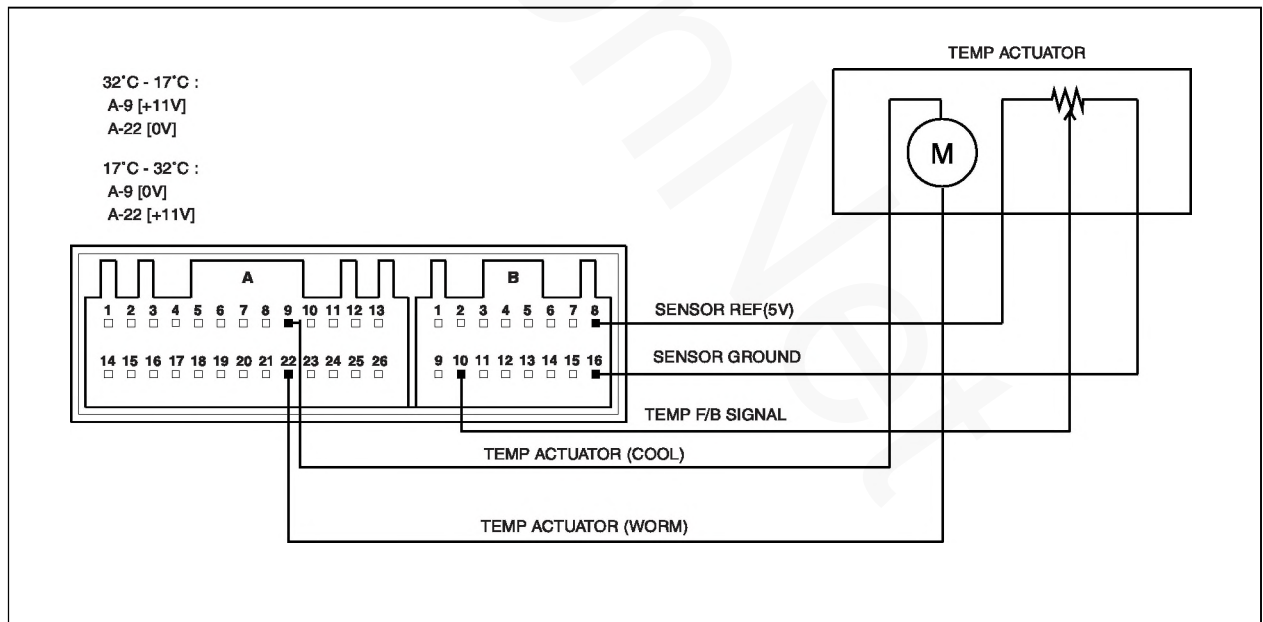 TEMP ACTUATOR
32°C - 17°C :
A-9 [+11V]
A-22 [0V]
17°C - 32°C :
A-9 [0V]
A-22 [+11V]
M
A
B
1 2 3 4 5 6 7 8 9 10 11 12 13
1 2 3 4 5 6 7 8
SENSOR REF(5V)
14 15 16 17 18 19 20 21 22 23 24 25 26
9 10 11 12 13 14 15 16
SENSOR GROUND
TEMP F/B SIGNAL
TEMP ACTUATOR (COOL)
TEMP ACTUATOR (WORM)